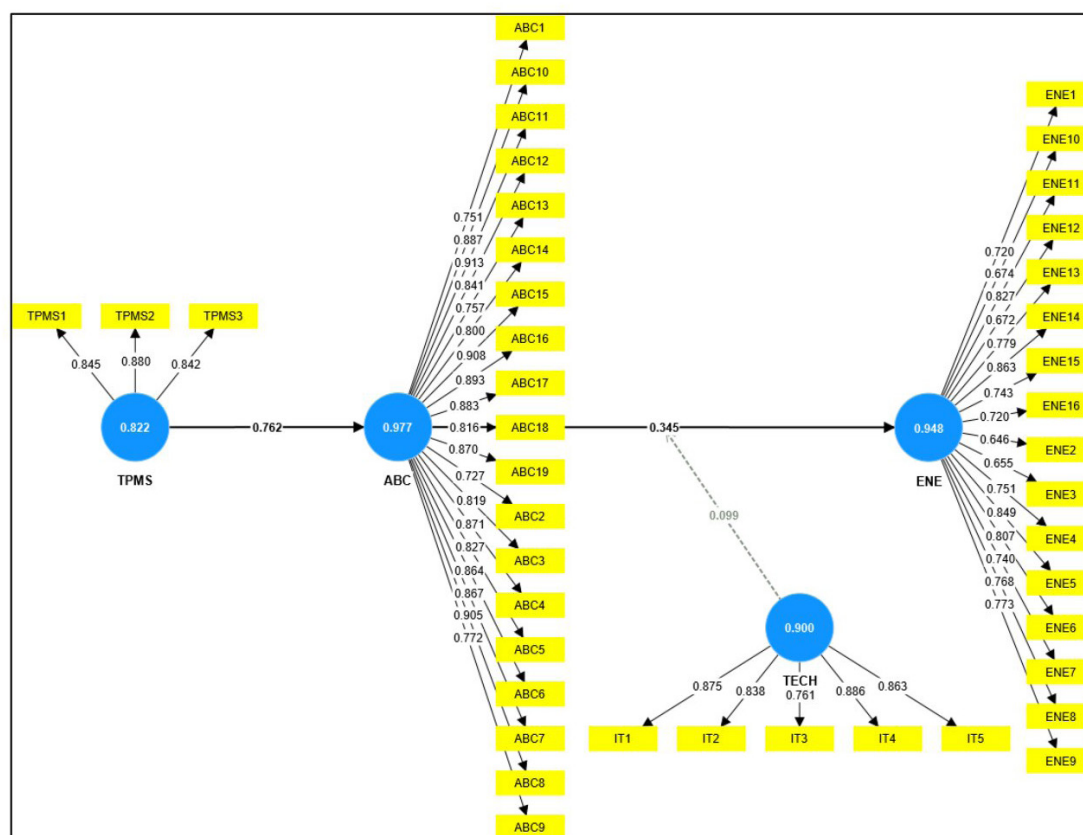 ABC1
ABC10
ABC11
ABC12
ABC13
ABC14
ABC15
ABC16
ABC17
ABC18
ABC19
ABC2
ABC3
ABC4
ABC5
ABC6
ABC7
ABC8
ABC9
0.751
0.887
0.913
0.841
0.757
0.800
0.908
0.893
0.883
0.816
0.870
0.727
0.819
0.871
0.827
0.864
0.867
0.905
0.772
TPMS1 TPMS2 TPMS3
0.845 0.880 0.842
0.822
TPMS
0.762
0.977
ABC
0.345
0.099
0.900
TECH
0.875 0.838 0.761 0.886 0.863
IT1 IT2 IT3 IT4 IT5
0.948
ENE
0.720
0.674
0.827
0.672
0.779
0.863
0.743
0.720
0.646
0.655
0.751
0.849
0.807
0.740
0.768
0.773
ENE1
ENE10
ENE11
ENE12
ENE13
ENE14
ENE15
ENE16
ENE2
ENE3
ENE4
ENE5
ENE6
ENE7
ENE8
ENE9